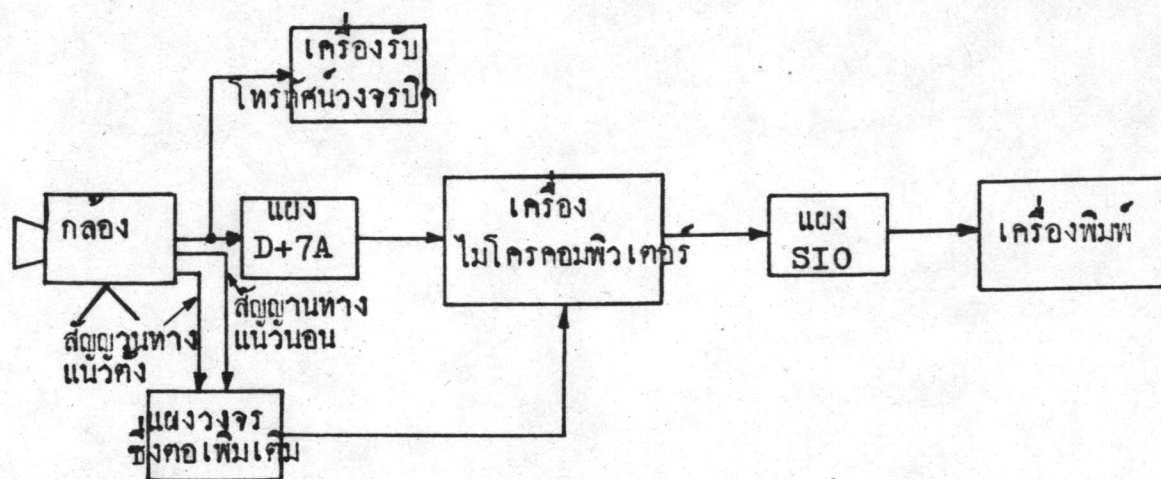 เครื่องรับ
โทรทัศน์วงจรปิด
กล้อง
แผง
D+7A
เครื่อง
ไมโครคอมพิวเตอร์
แผง
SIO
เครื่องพิมพ์
สัญญานทาง
แนวนอน
สัญญานทาง
แนวตั้ง
แผงวงจร
ซึ่งตอเพิ่มเติม